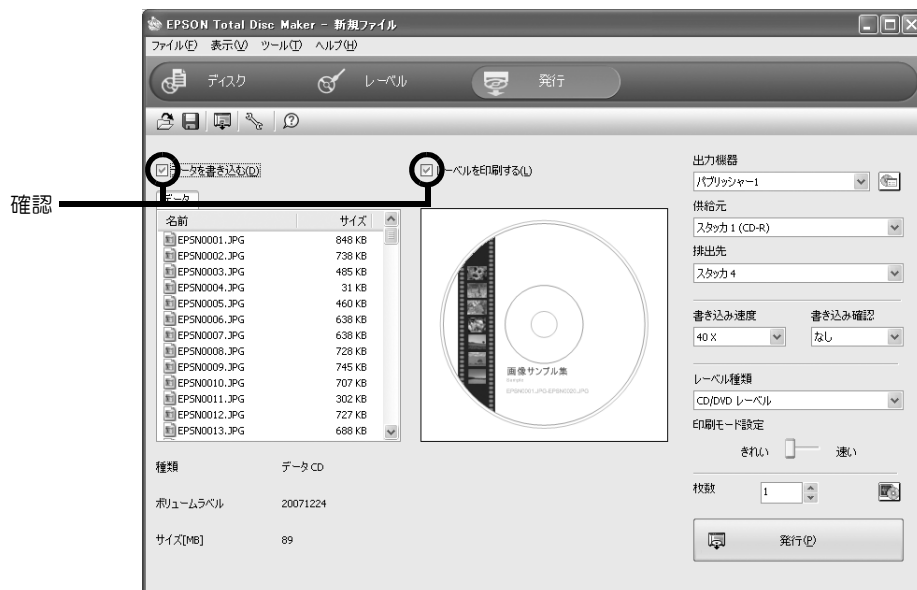 EPSON Total Disc Maker - 新規ファイル
ファイル(F) 表示(V) ツール(T) ヘルプ(H)
ディスク レーベル 発行
確認
データを書き込む(D)
データ
名前 サイズ
EPSN0001.JPG 848 KB
EPSN0002.JPG 738 KB
EPSN0003.JPG 485 KB
EPSN0004.JPG 31 KB
EPSN0005.JPG 460 KB
EPSN0006.JPG 638 KB
EPSN0007.JPG 638 KB
EPSN0008.JPG 728 KB
EPSN0009.JPG 745 KB
EPSN0010.JPG 707 KB
EPSN0011.JPG 302 KB
EPSN0012.JPG 727 KB
EPSN0013.JPG 688 KB
種類 データ CD
ボリュームラベル 20071224
サイズ[MB] 89
レーベルを印刷する(L)
画像サンプル集
Sample
EPSN0001.JPG-EPSN0020.JPG
出力機器
パブリッシャー1
供給元
スタッカ 1 (CD-R)
排出先
スタッカ 4
書き込み速度 書き込み確認
40 X なし
レーベル種類
CD/DVD レーベル
印刷モード設定
きれい 速い
枚数 1
発行(P)